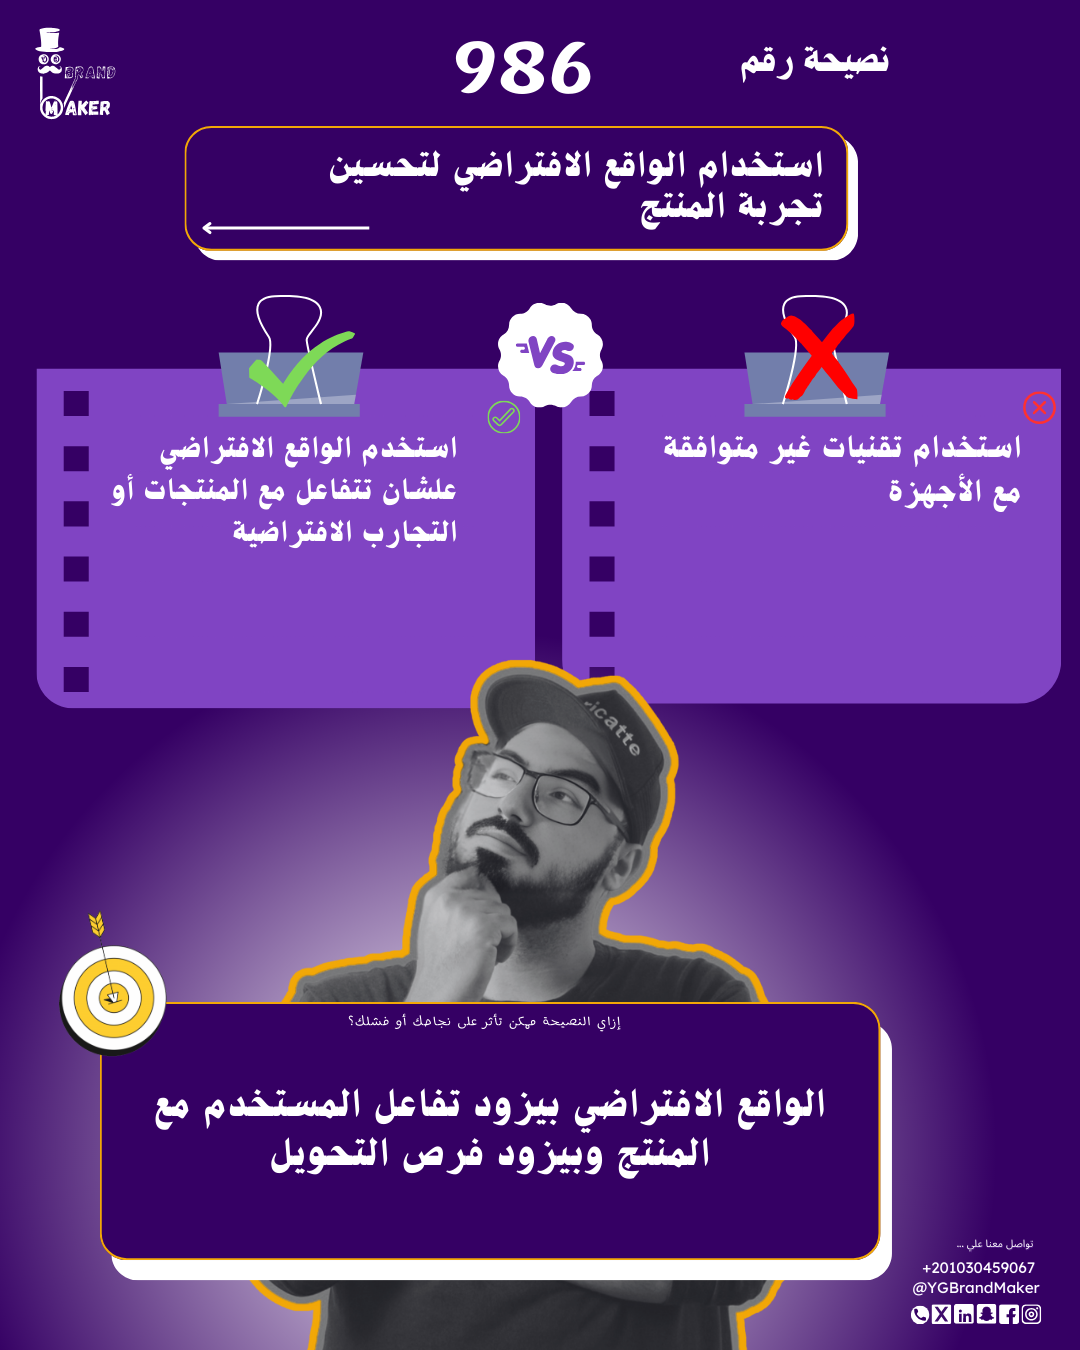 BRAND
MAKER
نصيحة رقم
986
استخدام الواقع الافتراضي لتحسين
تجربة المنتج
VS
استخدام تقنيات غير متوافقة
مع الأجهزة
استخدم الواقع الافتراضي
علشان تتفاعل مع المنتجات أو
التجارب الافتراضية
icatte
إزاي النصيحة ممكن تأثر على نجاحك أو فشلك؟
الواقع الافتراضي بيزود تفاعل المستخدم مع
المنتج وبيزود فرص التحويل
تواصل معنا علي ...
+201030459067
@YGBrandMaker